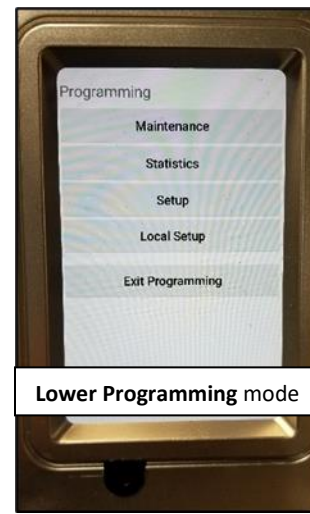 Programming
Maintenance
Statistics
Setup
Local Setup
Exit Programming
Lower Programming mode